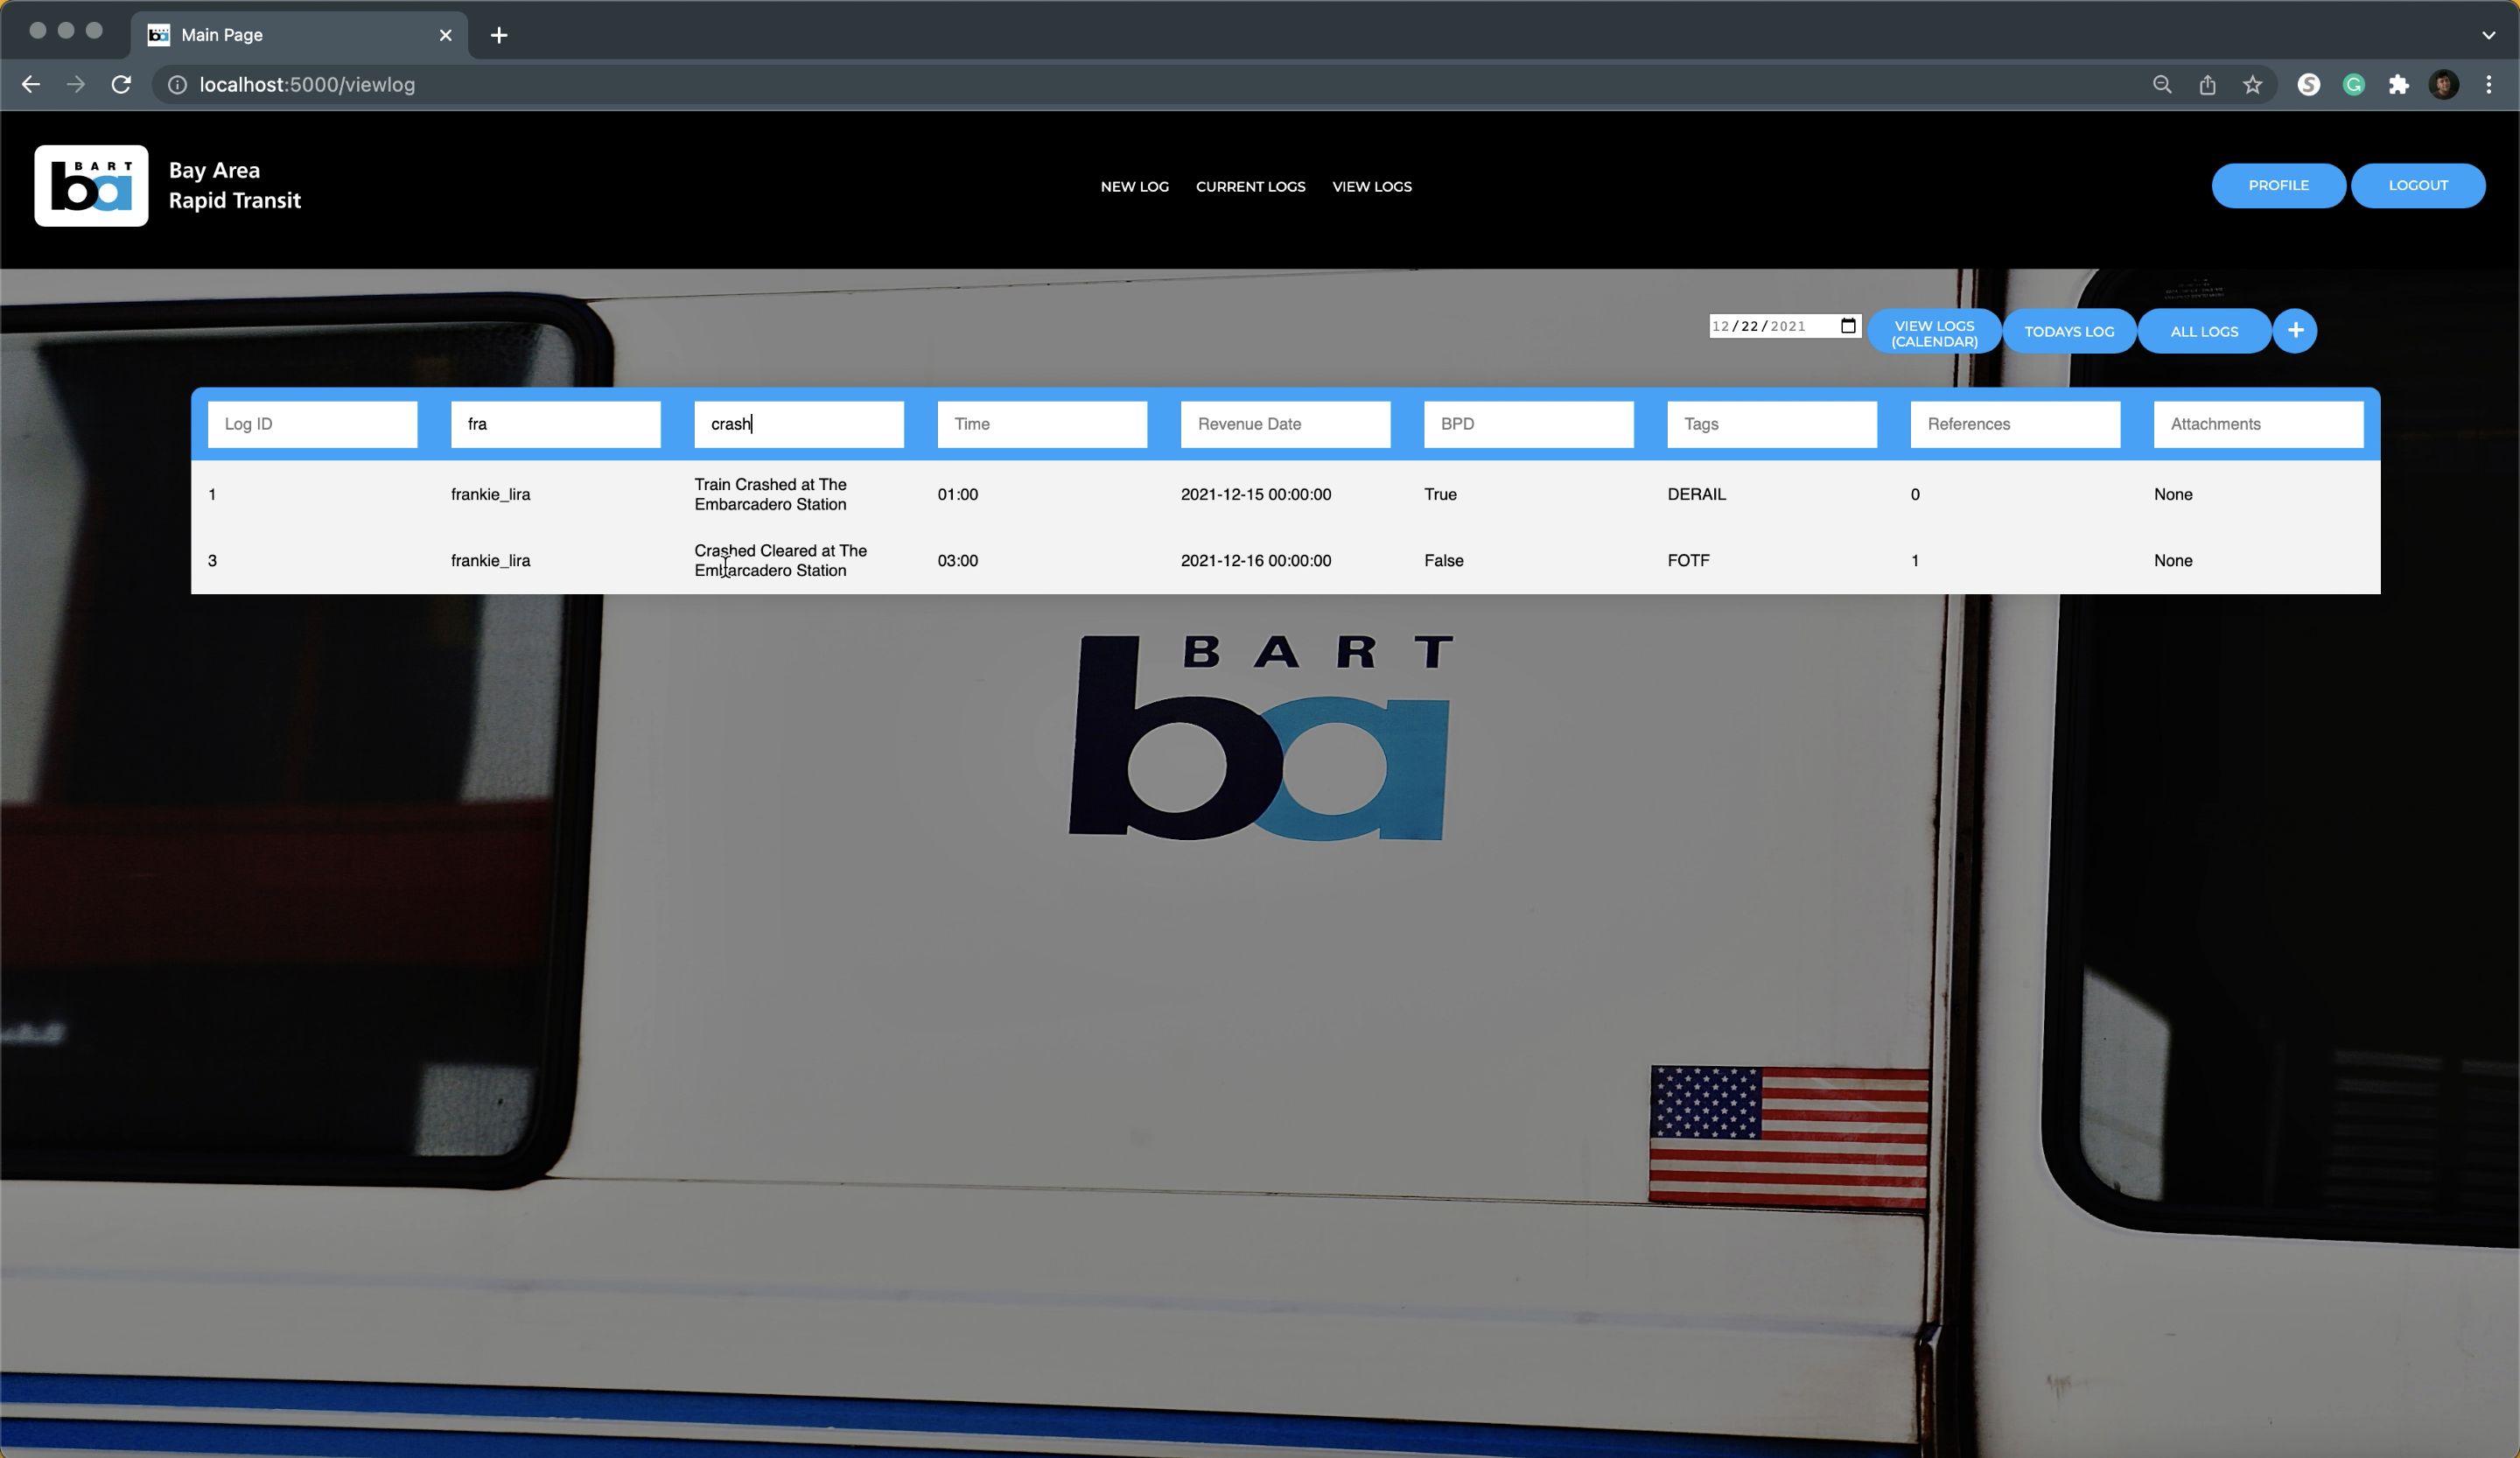 Main Page
localhost:5000/viewlog
BART
ba
Bay Area
Rapid Transit
NEW LOG CURRENT LOGS VIEW LOGS
PROFILE LOGOUT
12/22/2021
VIEW LOGS
(CALENDAR)
TODAYS LOG
ALL LOGS
+
Log ID fra crash Time Revenue Date BPD Tags References Attachments
1 frankie_lira Train Crashed at The
Embarcadero Station
01:00 2021-12-15 00:00:00 True DERAIL 0 None
3 frankie_lira Crashed Cleared at The
Embarcadero Station
03:00 2021-12-16 00:00:00 False FOTF 1 None
BART
ba